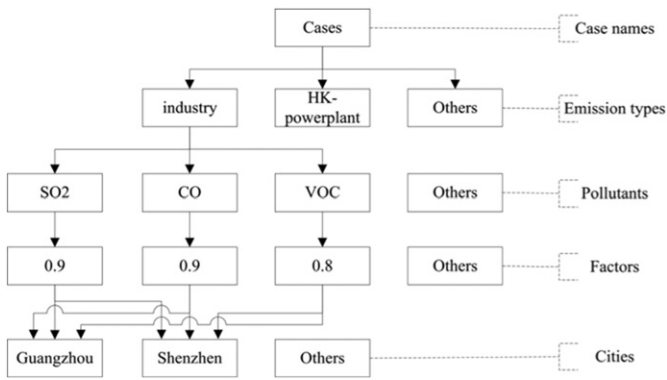 Cases
Case names
industry
HK-
powerplant
Others
Emission types
SO2
CO
VOC
Others
Pollutants
0.9
0.9
0.8
Others
Factors
Guangzhou
Shenzhen
Others
Cities